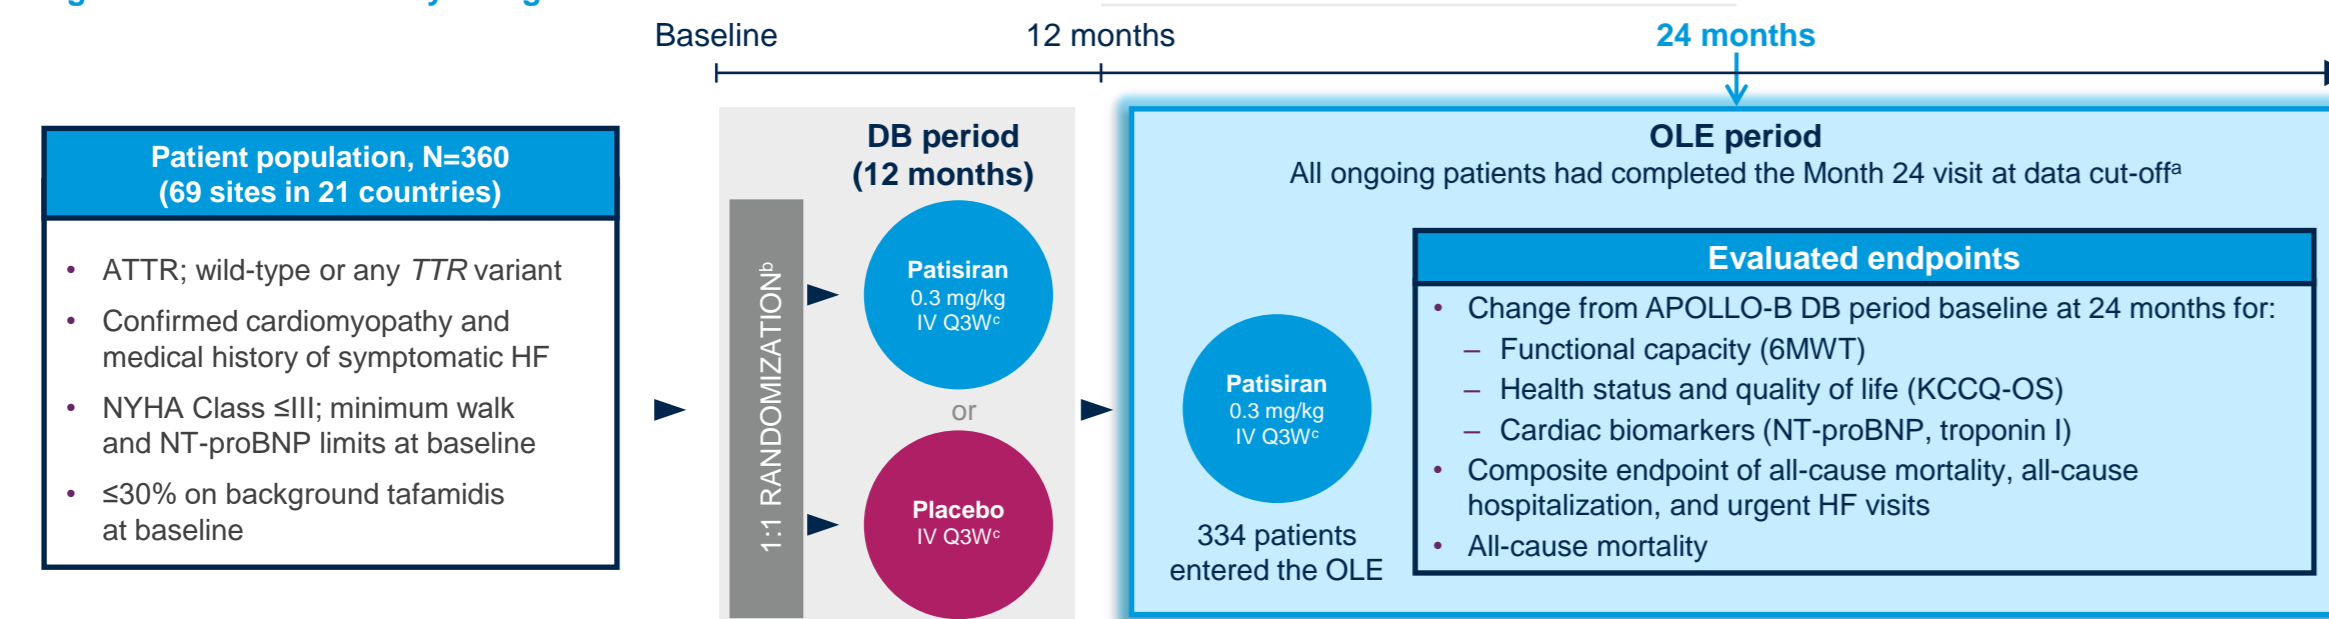 Baseline
12 months
24 months
Patient population, N=360
(69 sites in 21 countries)
• ATTR; wild-type or any TTR variant
• Confirmed cardiomyopathy and
medical history of symptomatic HF
• NYHA Class ≤III; minimum walk
and NT-proBNP limits at baseline
• ≤30% on background tafamidis
at baseline
DB period
(12 months)
1:1 RANDOMIZATIONᵇ
Patisiran
0.3 mg/kg
IV Q3Wᶜ
or
Placebo
IV Q3Wᶜ
OLE period
All ongoing patients had completed the Month 24 visit at data cut-offᵃ
Patisiran
0.3 mg/kg
IV Q3Wᶜ
334 patients
entered the OLE
Evaluated endpoints
• Change from APOLLO-B DB period baseline at 24 months for:
– Functional capacity (6MWT)
– Health status and quality of life (KCCQ-OS)
– Cardiac biomarkers (NT-proBNP, troponin I)
• Composite endpoint of all-cause mortality, all-cause
hospitalization, and urgent HF visits
• All-cause mortality